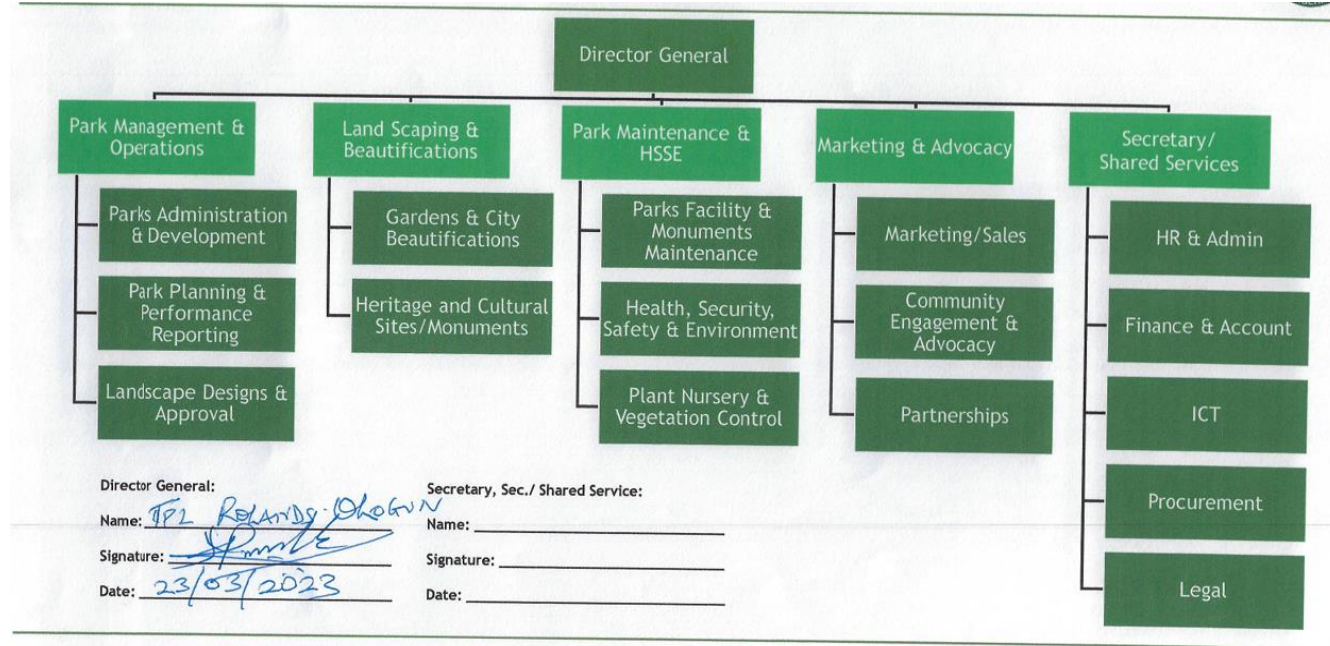 Director General
Park Management &
Operations
Parks Administration
& Development
Park Planning &
Performance
Reporting
Landscape Designs &
Approval
Land Scaping &
Beautifications
Gardens & City
Beautifications
Heritage and Cultural
Sites/Monuments
Park Maintenance &
HSSE
Parks Facility &
Monuments
Maintenance
Health, Security,
Safety & Environment
Plant Nursery &
Vegetation Control
Marketing & Advocacy
Marketing/Sales
Community
Engagement &
Advocacy
Partnerships
Secretary/
Shared Services
HR & Admin
Finance & Account
ICT
Procurement
Legal
Director General:
Name: TPL
Signature:
Date: 23/03/2023
Secretary, Sec./ Shared Service:
Name:
Signature:
Date: